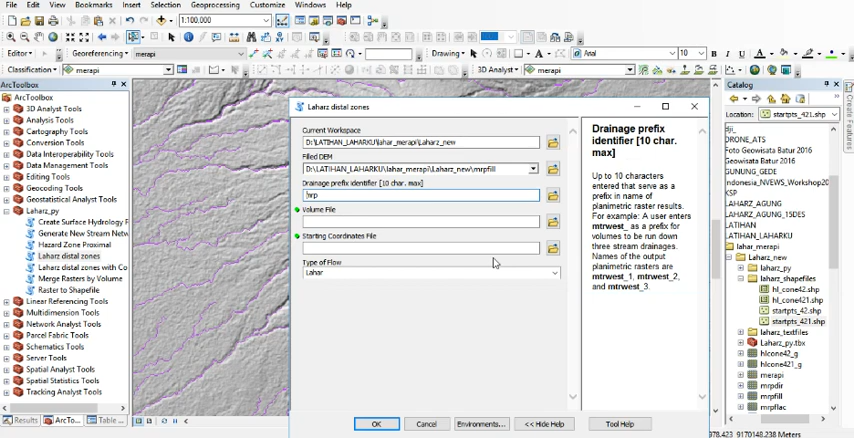 File Edit View Bookmarks Insert Selection Geoprocessing Customize Windows Help
1:100,000
Editor Georeferencing merapi Drawing Arial 10 B I U A
Classification merapi 3D Analyst merapi
ArcToolbox
ArcToolbox
3D Analyst Tools
Analysis Tools
Cartography Tools
Conversion Tools
Data Interoperability Tools
Data Management Tools
Editing Tools
Geocoding Tools
Geostatistical Analyst Tools
Laharz_py
Create Surface Hydrology F
Generate New Stream Netw
Hazard Zone Proximal
Laharz distal zones
Laharz distal zones with Co
Merge Rasters by Volume
Raster to Shapefile
Linear Referencing Tools
Multidimension Tools
Network Analyst Tools
Parcel Fabric Tools
Schematics Tools
Server Tools
Spatial Analyst Tools
Spatial Statistics Tools
Tracking Analyst Tools
Results ArcTo... Table ...
Laharz distal zones
Current Workspace
D:\LATIHAN_LAHARKU\lahar_merapi\Laharz_new
Filled DEM
D:\LATIHAN_LAHARKU\lahar_merapi\Laharz_new\mrpfill
Drainage prefix identifier [10 char. max]
mrp
Volume File
Starting Coordinates File
Type of Flow
Lahar
OK Cancel Environments... << Hide Help Tool Help
Drainage prefix
identifier [10 char.
max]
Up to 10 characters
entered that serve as a
prefix in name of
planimetric raster results.
For example: A user enters
mtrwest_ as a prefix for
volumes to be run down
three stream drainages.
Names of the output
planimetric rasters are
mtrwest_1, mtrwest_2,
and mtrwest_3.
Catalog
Location: startpts_421.shp
DRONE_ATS
Foto Geowisata Batur 2016
Geowisata Batur 2016
GUNUNG_GEDE
ndonesia_NVEWS_Workshop20
KSP
LAHARZ_AGUNG
LAHARZ_AGUNG_15DES
LATIHAN
LATIHAN_LAHARKU
lahar_merapi
Laharz_new
laharz_py
laharz_shapefiles
hl_cone42.shp
hl_cone421.shp
startpts_42.shp
startpts_421.shp
laharz_textfiles
Laharz_py.tbx
hlcone42_g
hlcone421_g
merapi
mrpdir
mrpfill
mrpflac
Create Features
978.423 9170148.238 Meters